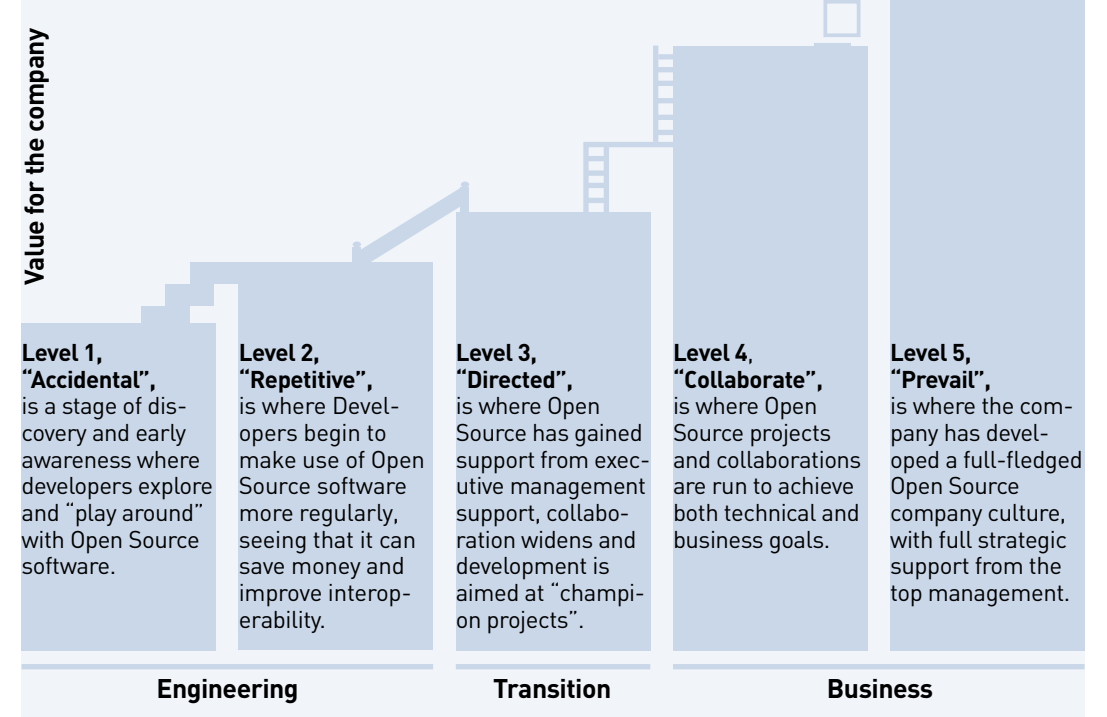 Value for the company
Level 1,
“Accidental”,
is a stage of dis-
covery and early
awareness where
developers explore
and “play around”
with Open Source
software.
Level 2,
“Repetitive”,
is where Devel-
opers begin to
make use of Open
Source software
more regularly,
seeing that it can
save money and
improve interop-
erability.
Level 3,
“Directed”,
is where Open
Source has gained
support from exec-
utive management
support, collabo-
ration widens and
development is
aimed at “champi-
on projects”.
Level 4,
“Collaborate”,
is where Open
Source projects
and collaborations
are run to achieve
both technical and
business goals.
Level 5,
“Prevail”,
is where the com-
pany has devel-
oped a full-fledged
Open Source
company culture,
with full strategic
support from the
top management.
Engineering
Transition
Business